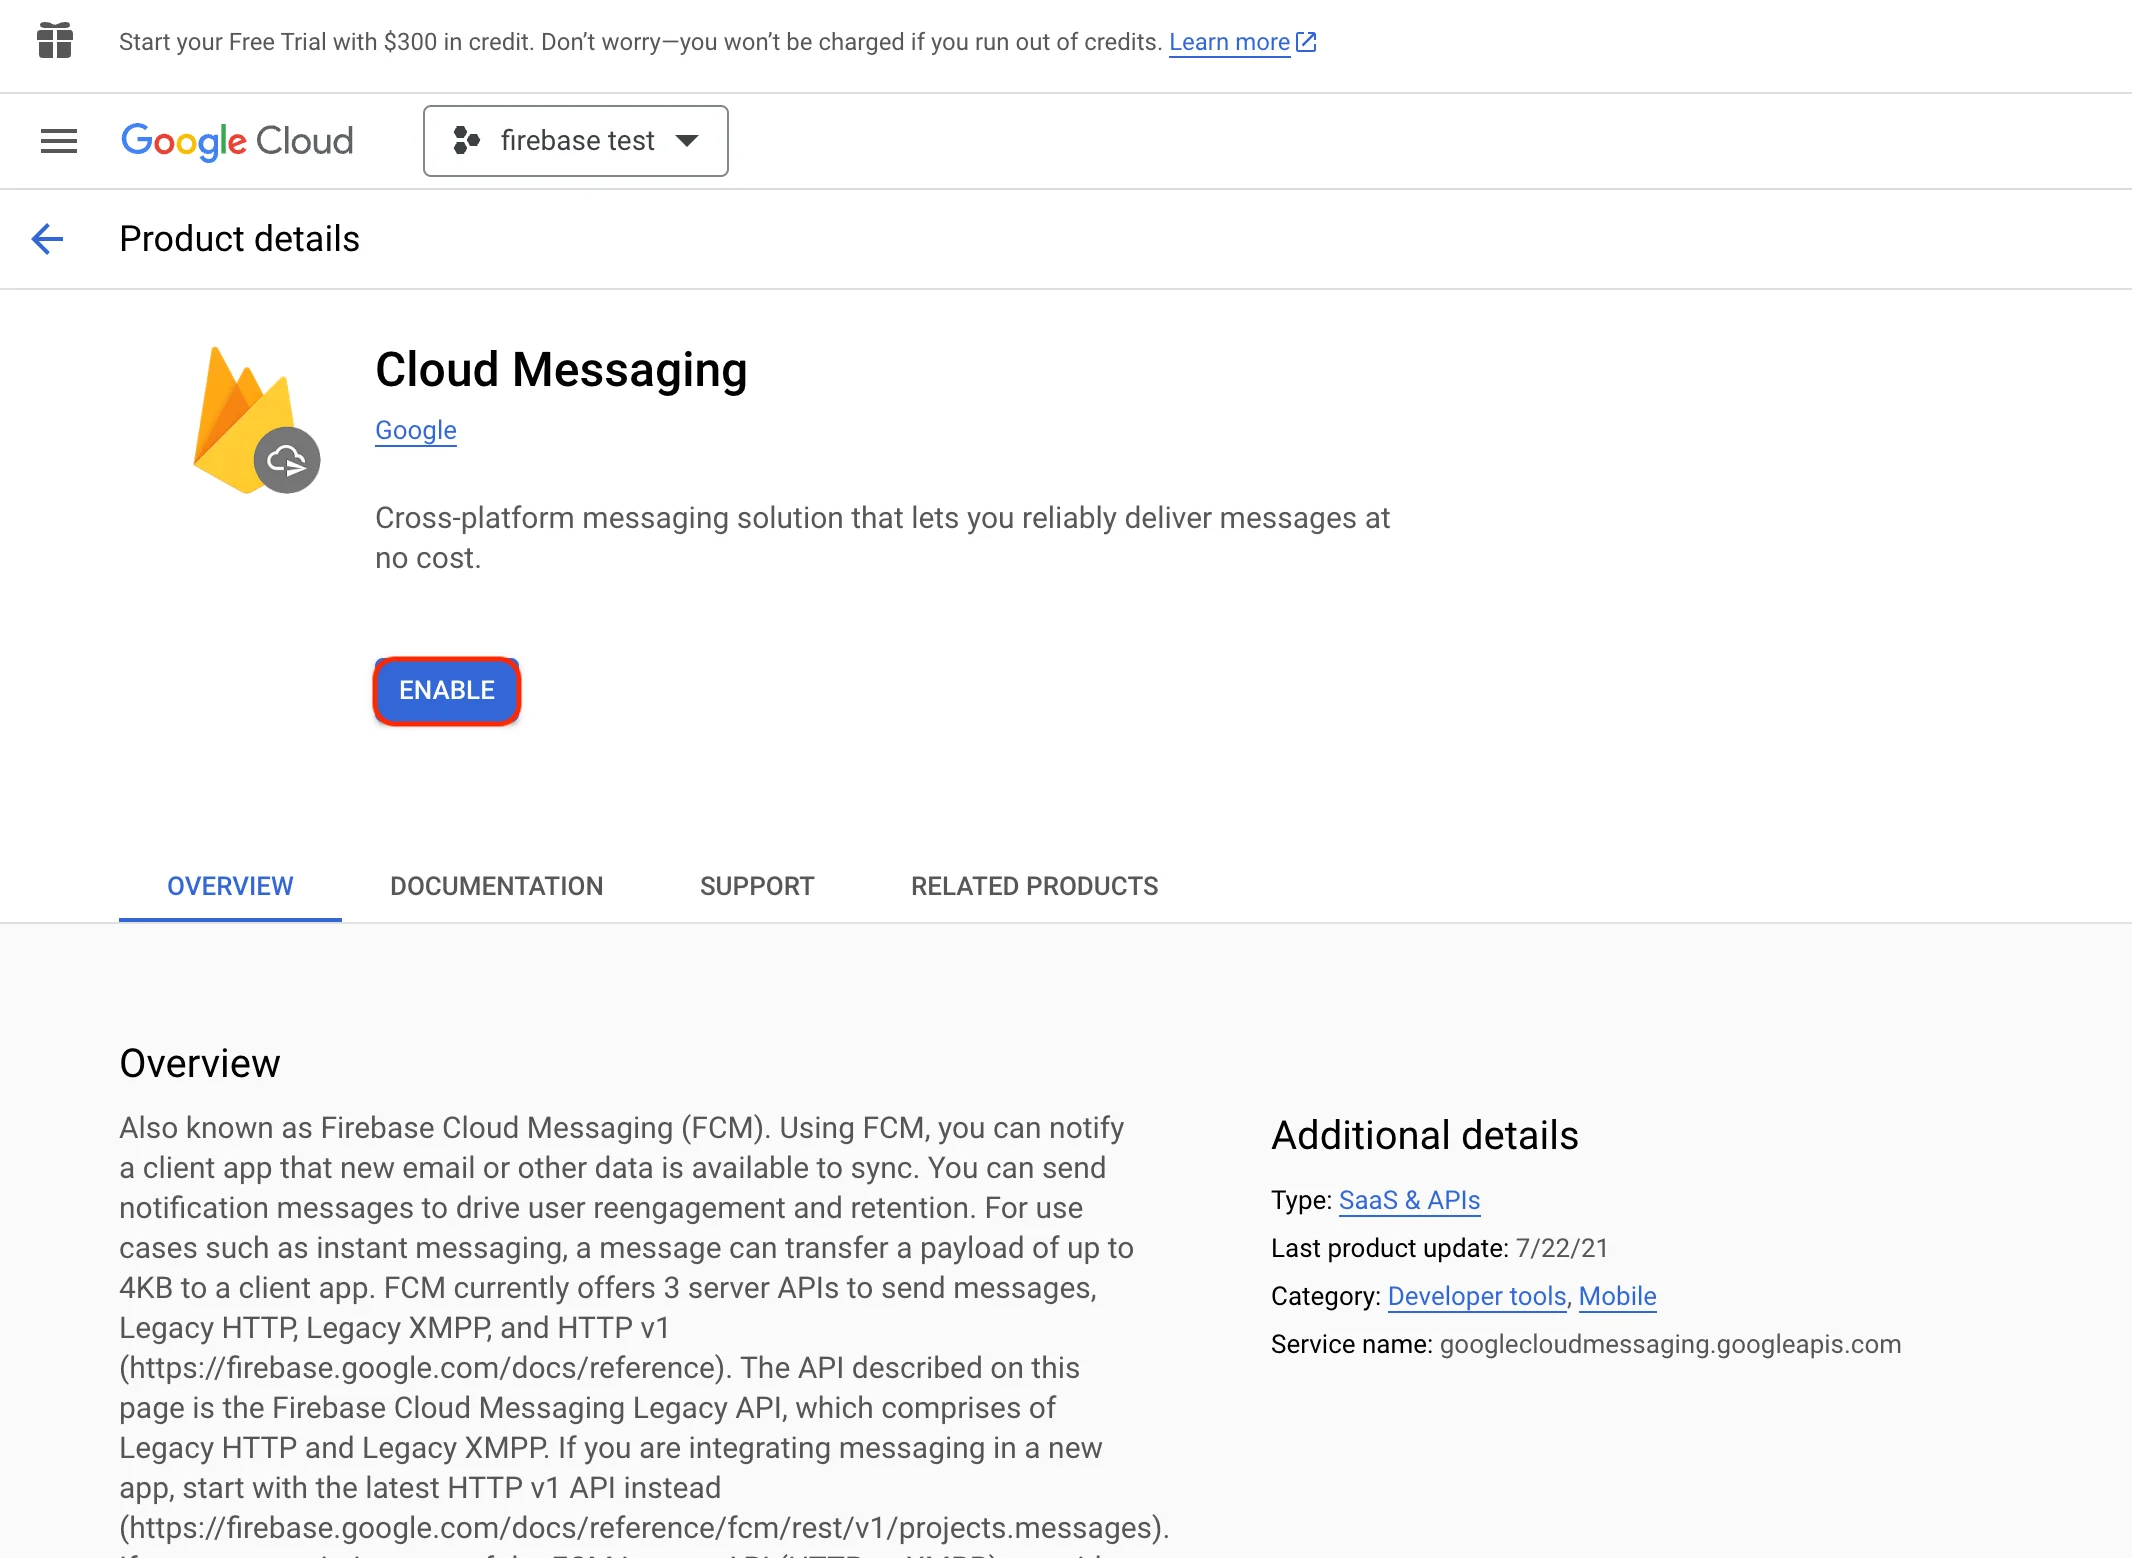 Start your Free Trial with $300 in credit. Don't worry—you won't be charged if you run out of credits. Learn more
Google Cloud
firebase test
Product details
Cloud Messaging
Google
Cross-platform messaging solution that lets you reliably deliver messages at
no cost.
ENABLE
OVERVIEW DOCUMENTATION SUPPORT RELATED PRODUCTS
Overview
Also known as Firebase Cloud Messaging (FCM). Using FCM, you can notify
a client app that new email or other data is available to sync. You can send
notification messages to drive user reengagement and retention. For use
cases such as instant messaging, a message can transfer a payload of up to
4KB to a client app. FCM currently offers 3 server APIs to send messages,
Legacy HTTP, Legacy XMPP, and HTTP v1
(https://firebase.google.com/docs/reference). The API described on this
page is the Firebase Cloud Messaging Legacy API, which comprises of
Legacy HTTP and Legacy XMPP. If you are integrating messaging in a new
app, start with the latest HTTP v1 API instead
(https://firebase.google.com/docs/reference/fcm/rest/v1/projects.messages).
Additional details
Type: SaaS & APIs
Last product update: 7/22/21
Category: Developer tools, Mobile
Service name: googlecloudmessaging.googleapis.com